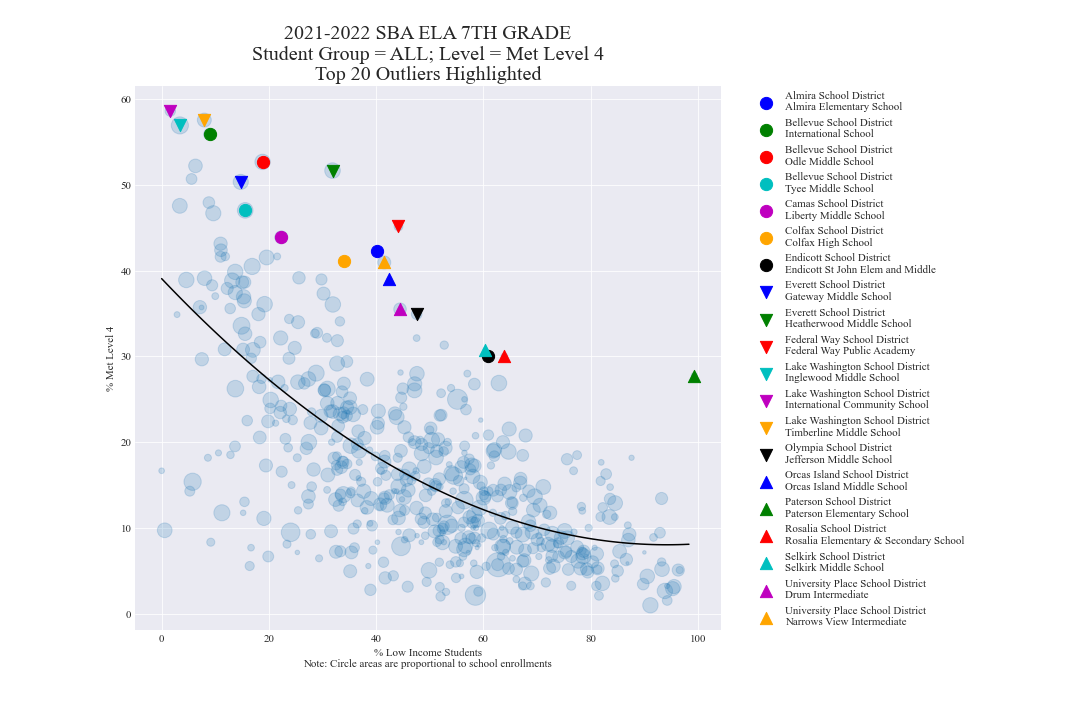 2021-2022 SBA ELA 7TH GRADE
Student Group = ALL; Level = Met Level 4
Top 20 Outliers Highlighted
60
50
40
30
20
10
0
% Met Level 4
0
20
40
60
80
100
% Low Income Students
Note: Circle areas are proportional to school enrollments
Almira School District
Almira Elementary School
Bellevue School District
International School
Bellevue School District
Odle Middle School
Bellevue School District
Tyee Middle School
Camas School District
Liberty Middle School
Colfax School District
Colfax High School
Endicott School District
Endicott St John Elem and Middle
Everett School District
Gateway Middle School
Everett School District
Heatherwood Middle School
Federal Way School District
Federal Way Public Academy
Lake Washington School District
Inglewood Middle School
Lake Washington School District
International Community School
Lake Washington School District
Timberline Middle School
Olympia School District
Jefferson Middle School
Orcas Island School District
Orcas Island Middle School
Paterson School District
Paterson Elementary School
Rosalia School District
Rosalia Elementary & Secondary School
Selkirk School District
Selkirk Middle School
University Place School District
Drum Intermediate
University Place School District
Narrows View Intermediate